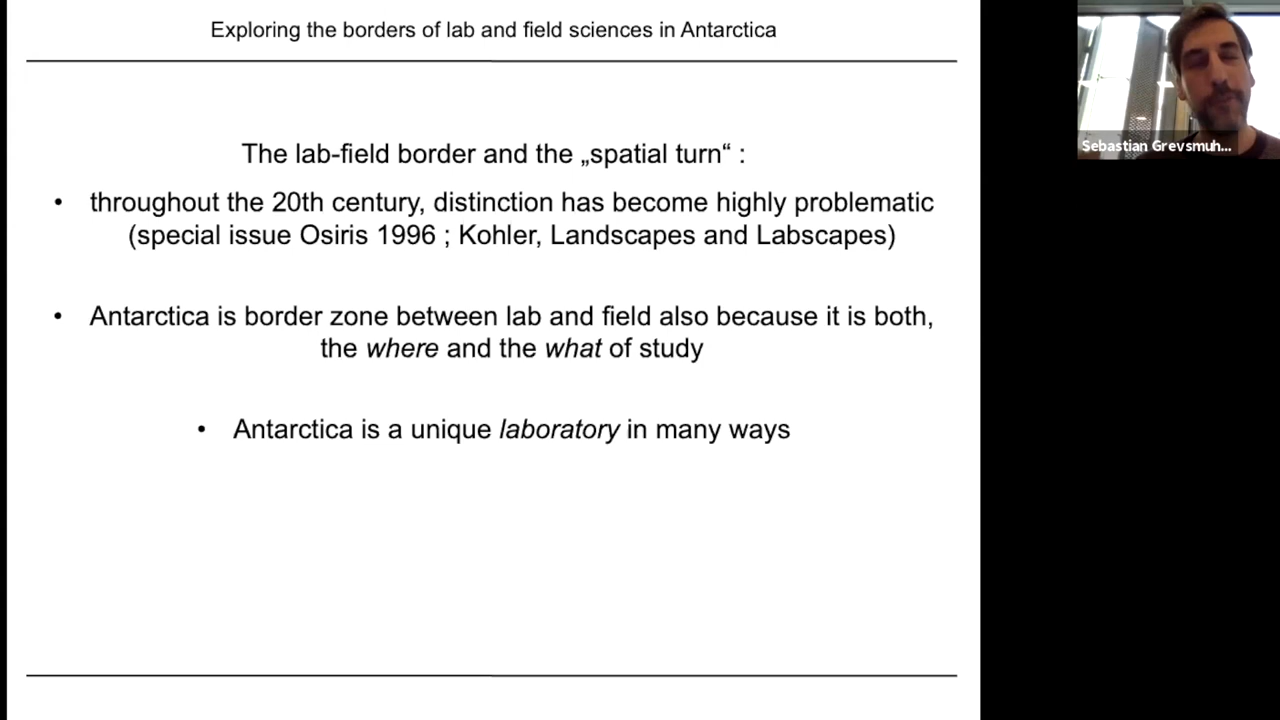 Exploring the borders of lab and field sciences in Antarctica
Sebastian Grevsmuh...
The lab-field border and the „spatial turn“ :
• throughout the 20th century, distinction has become highly problematic
(special issue Osiris 1996 ; Kohler, Landscapes and Labscapes)
• Antarctica is border zone between lab and field also because it is both,
the where and the what of study
• Antarctica is a unique laboratory in many ways